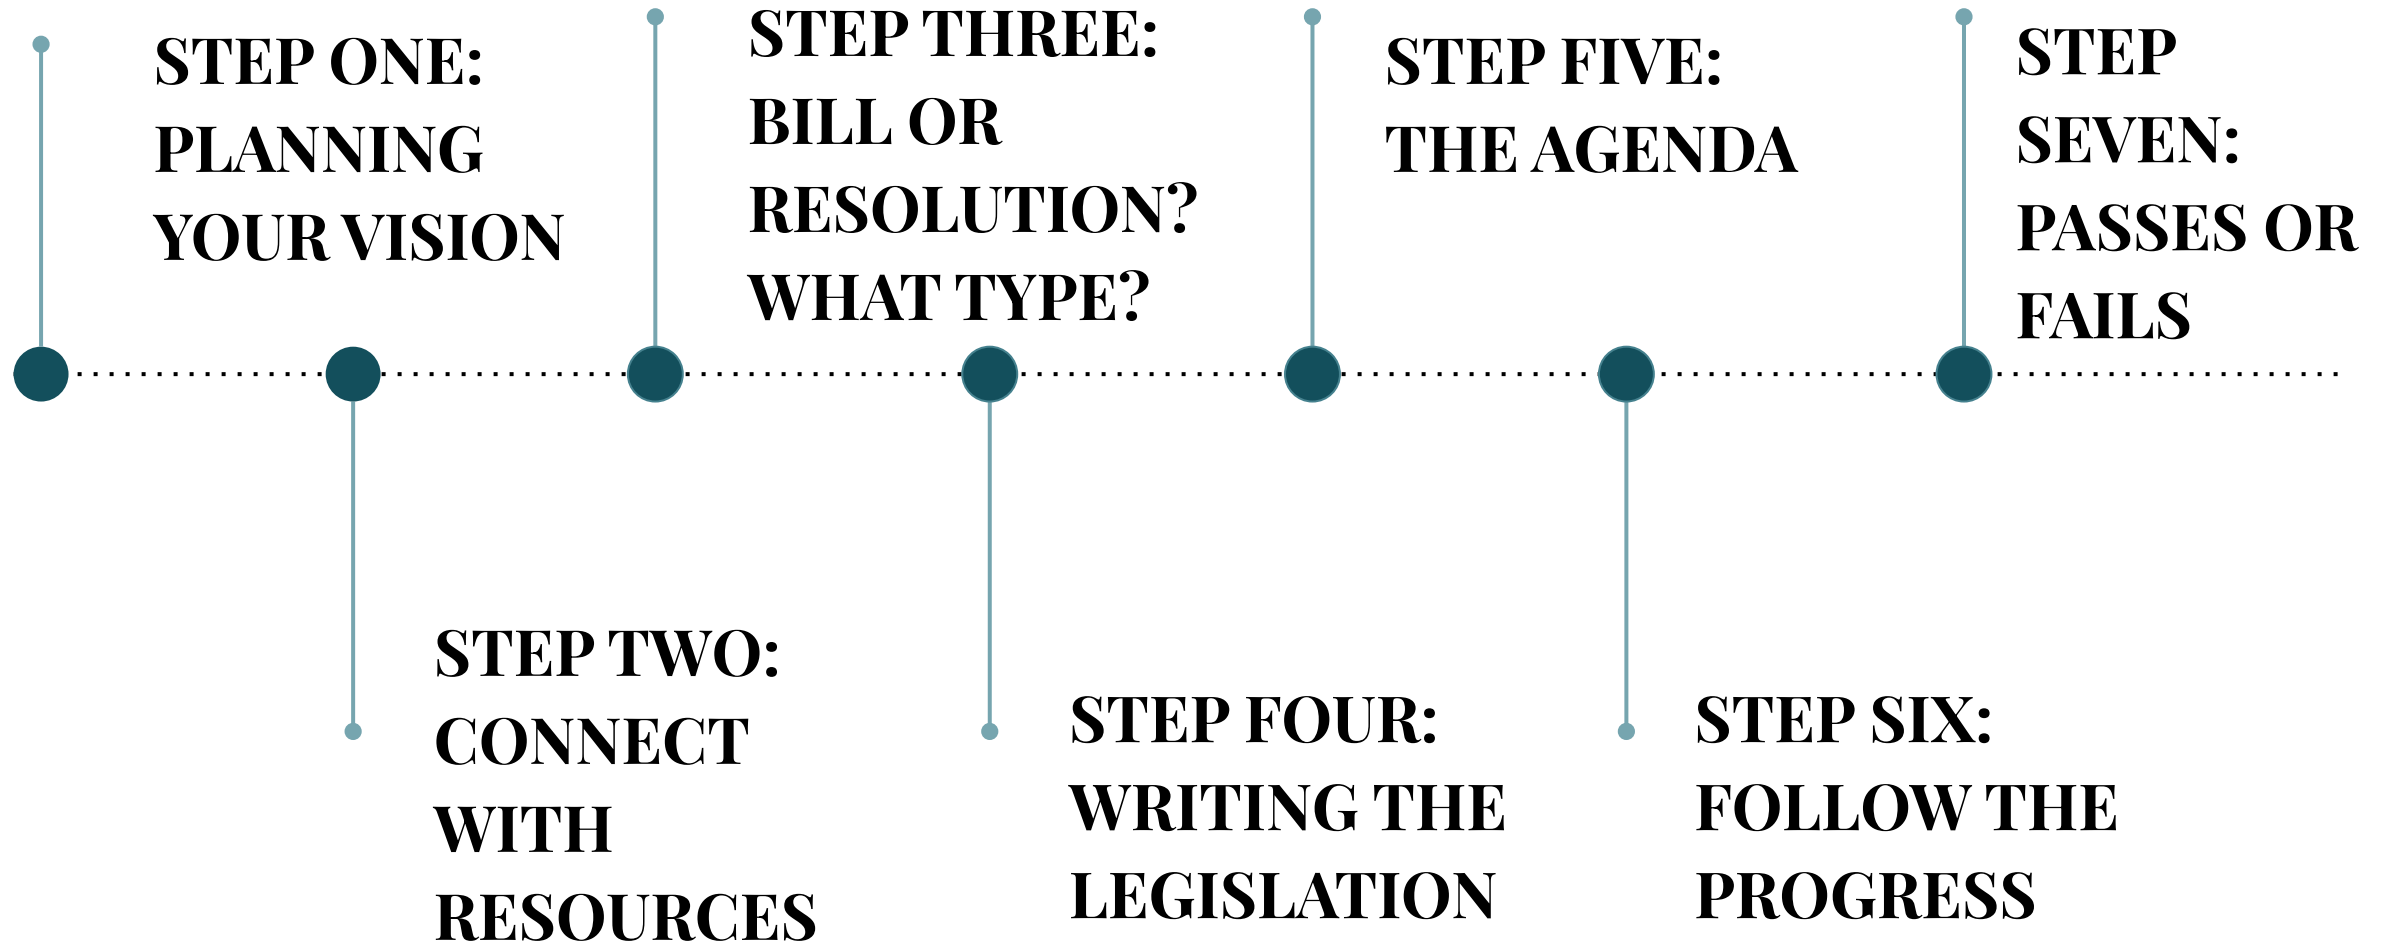 STEP ONE:
PLANNING
YOUR VISION
STEP TWO:
CONNECT
WITH
RESOURCES
STEP THREE:
BILL OR
RESOLUTION?
WHAT TYPE?
STEP FOUR:
WRITING THE
LEGISLATION
STEP FIVE:
THE AGENDA
STEP SIX:
FOLLOW THE
PROGRESS
STEP
SEVEN:
PASSES OR
FAILS